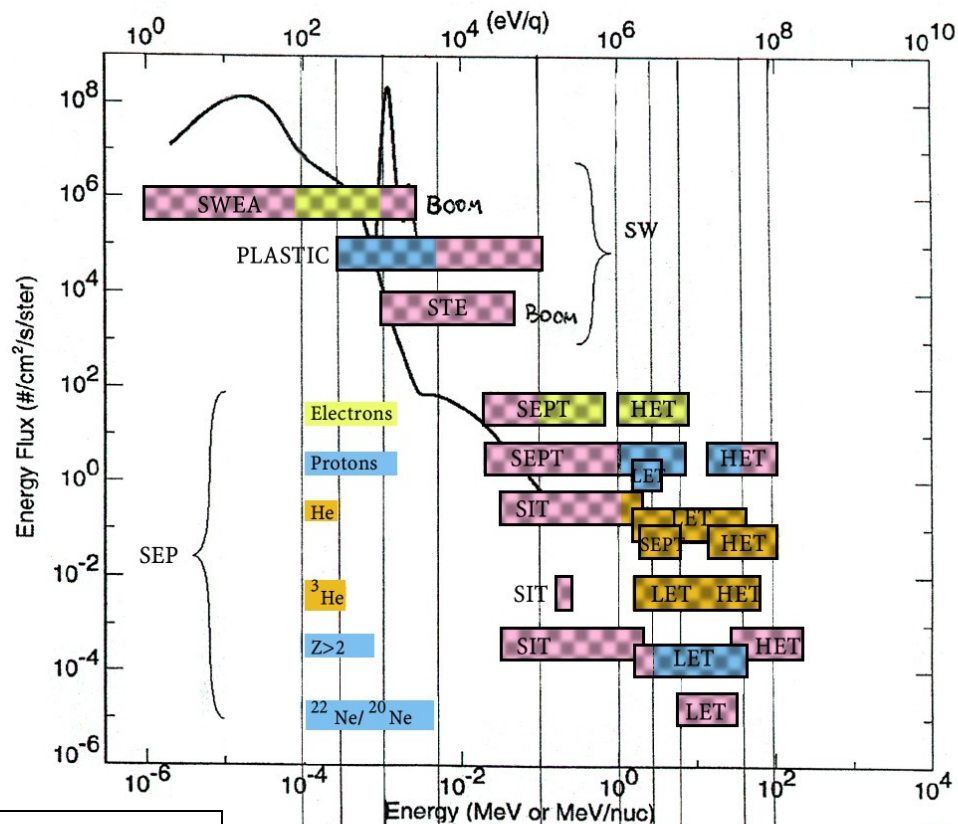 10^0 10^2 10^4 (eV/q) 10^6 10^8 10^10
10^8
10^6
SWEA BOOM
SW
PLASTIC
10^4
STE BOOM
10^2
Electrons SEPT HET
Protons SEPT HET
LET
10^0
He SIT
LET
SEPT HET
SEP
10^-2
3He SIT LET HET
Z>2 SIT LET HET
10^-4
22Ne/ 20Ne LET
10^-6
Energy Flux (#/cm^2/s/ster)
10^-6 10^-4 10^-2 10^0 10^2 10^4
Energy (MeV or MeV/nuc)